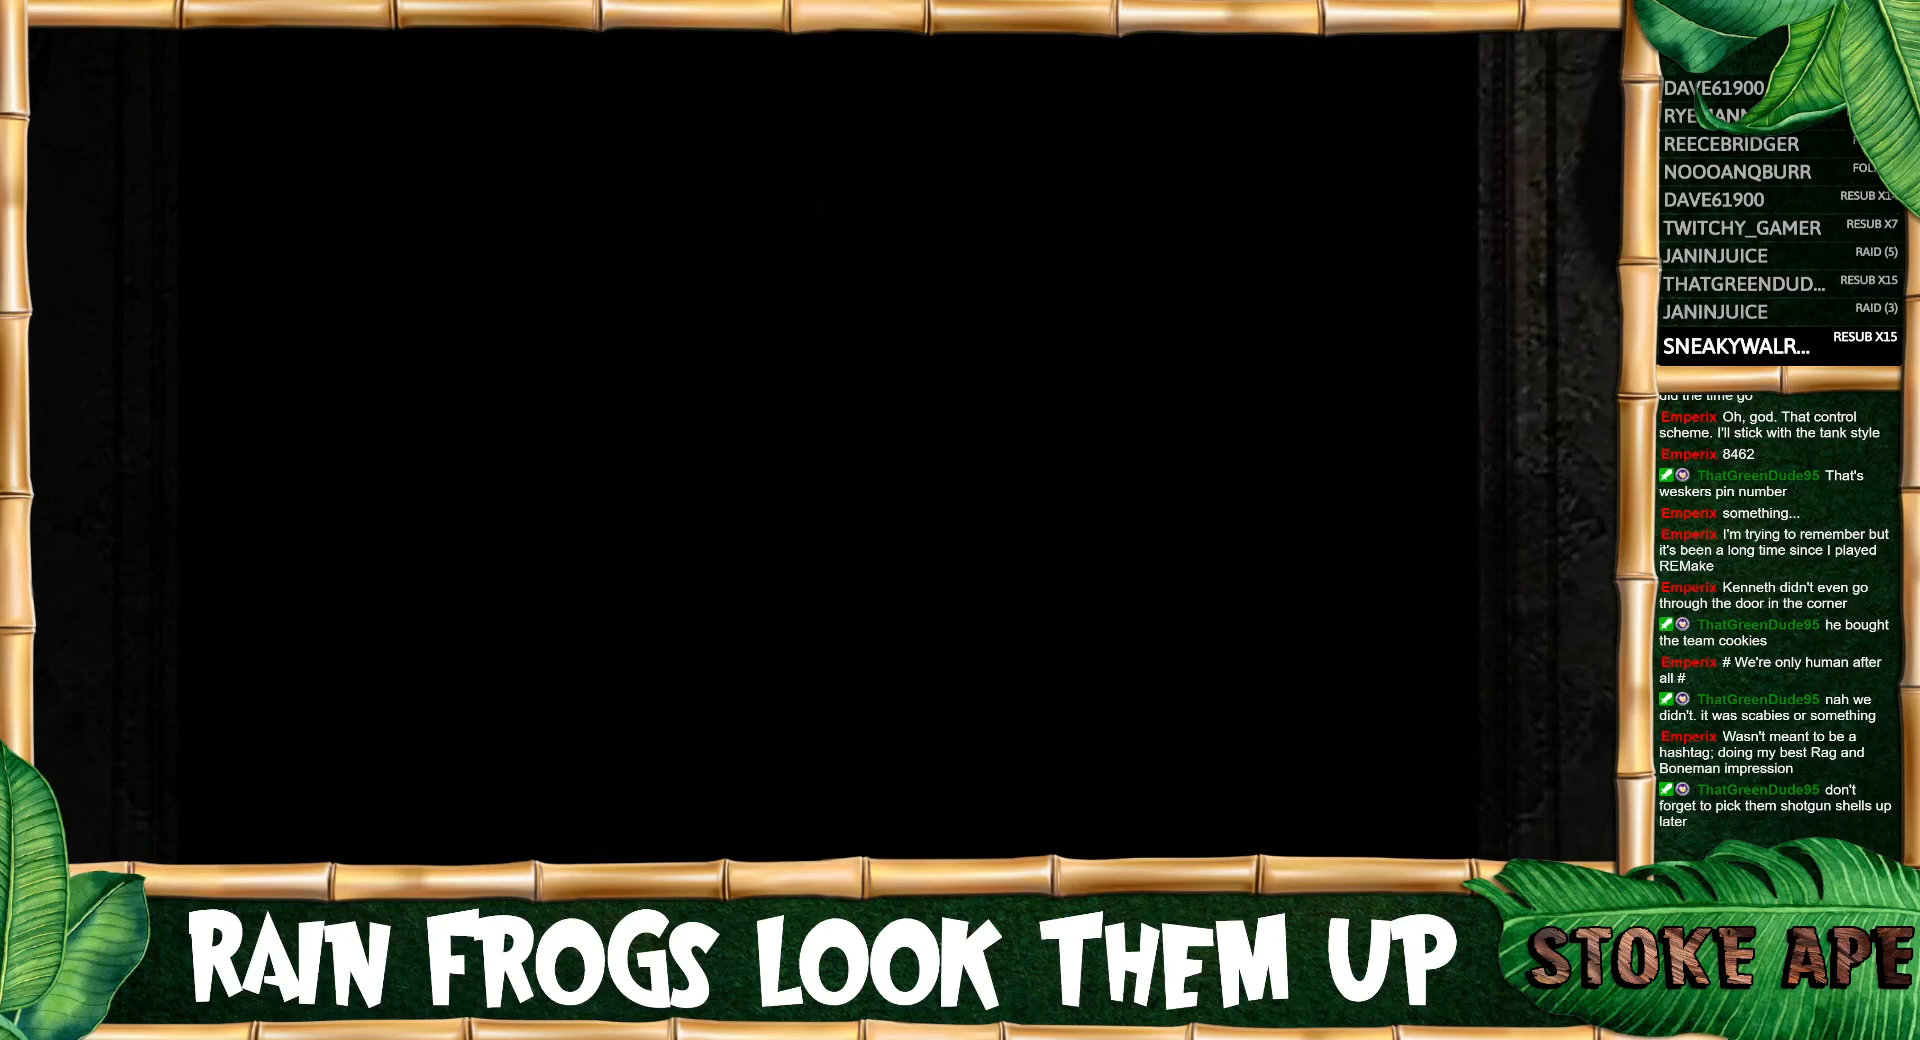 DAVE61900
REECEBRIDGER
NOOOANQBURR
DAVE61900
TWITCHY_GAMER RESUB X7
JANINJUICE RAID (5)
THATGREENDUD... RESUB X15
JANINJUICE RAID (3)
SNEAKYWALR... RESUB X15
did the time go
Emperix Oh, god. That control
scheme. I'll stick with the tank style
Emperix 8462
ThatGreenDude95 That's
weskers pin number
Emperix something...
Emperix I'm trying to remember but
it's been a long time since I played
REMake
Emperix Kenneth didn't even go
through the door in the corner
ThatGreenDude95 he bought
the team cookies
Emperix # We're only human after
all #
ThatGreenDude95 nah we
didn't. it was scabies or something
Emperix Wasn't meant to be a
hashtag; doing my best Rag and
Boneman impression
ThatGreenDude95 don't
forget to pick them shotgun shells up
later
RAIN FROGS LOOK THEM UP
STOKE APE